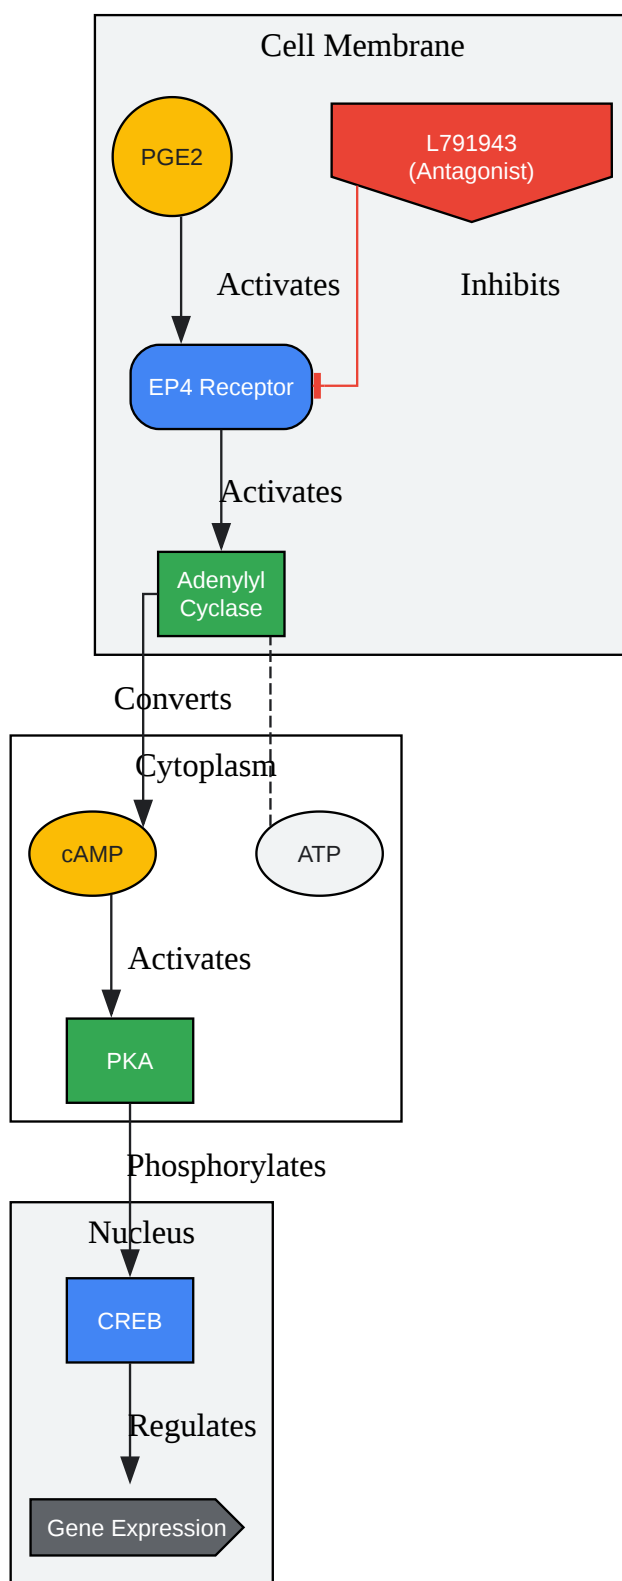 Cell Membrane
PGE2
L791943
(Antagonist)
Activates
Inhibits
EP4 Receptor
Activates
Adenylyl
Cyclase
Converts
Cytoplasm
cAMP
ATP
Activates
PKA
Phosphorylates
Nucleus
CREB
Regulates
Gene Expression